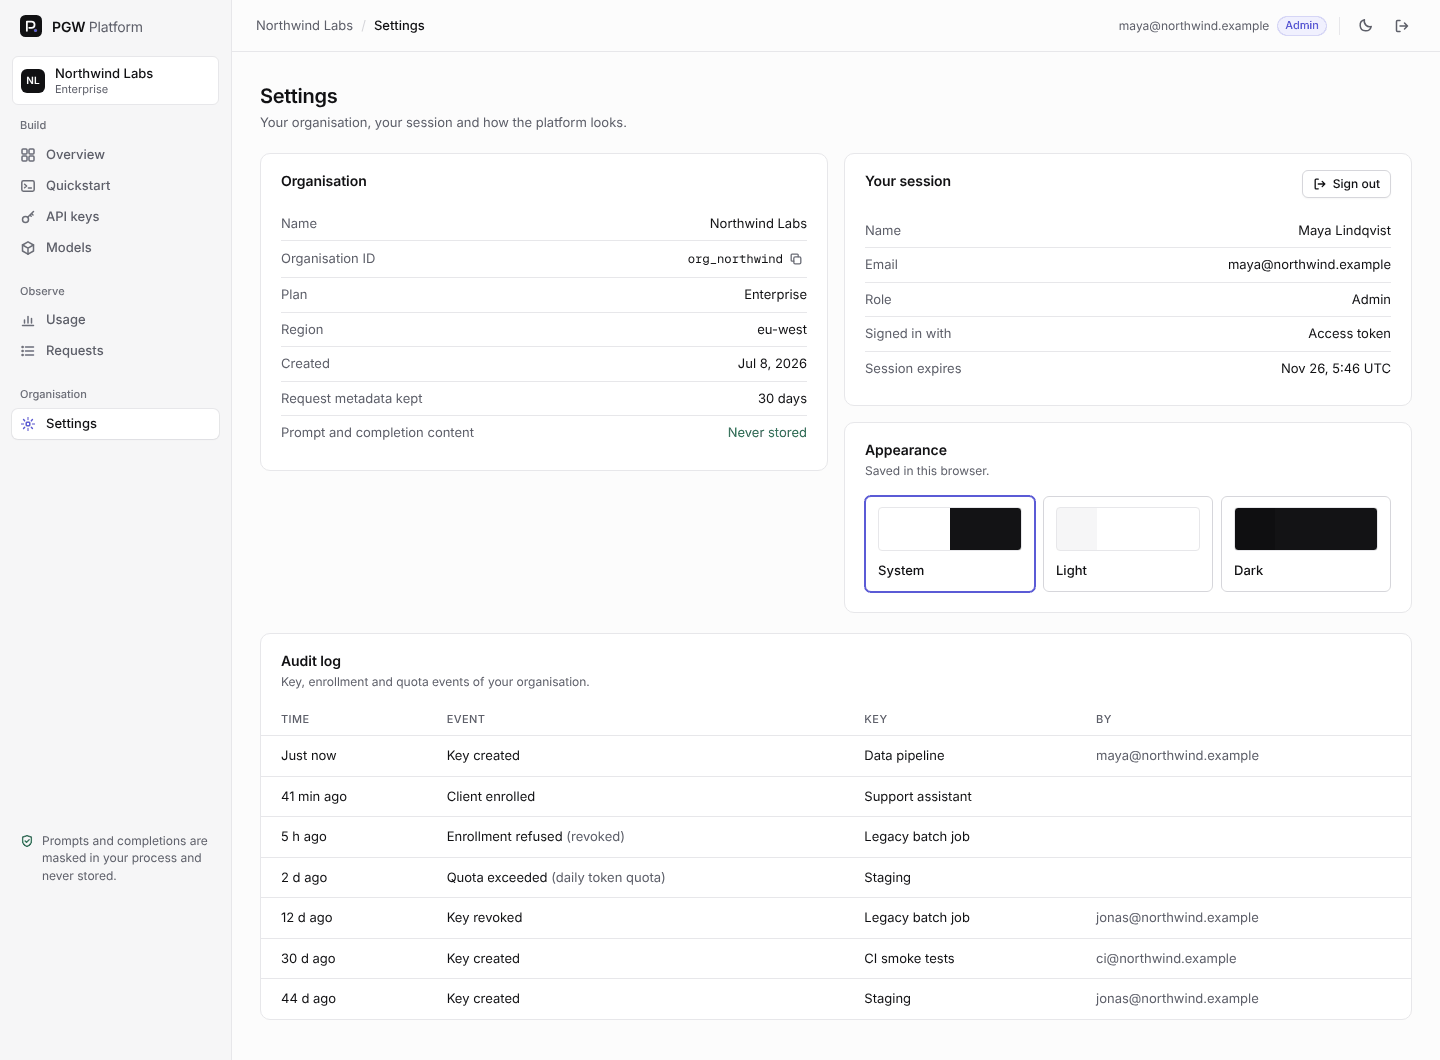 PGW Platform
NL
Northwind Labs
Enterprise
Build
Overview
Quickstart
API keys
Models
Observe
Usage
Requests
Organisation
Settings
Prompts and completions are
masked in your process and
never stored.
Northwind Labs / Settings
maya@northwind.example Admin
Settings
Your organisation, your session and how the platform looks.
Organisation
Name Northwind Labs
Organisation ID org_northwind
Plan Enterprise
Region eu-west
Created Jul 8, 2026
Request metadata kept 30 days
Prompt and completion content Never stored
Your session Sign out
Name Maya Lindqvist
Email maya@northwind.example
Role Admin
Signed in with Access token
Session expires Nov 26, 5:46 UTC
Appearance
Saved in this browser.
System Light Dark
Audit log
Key, enrollment and quota events of your organisation.
TIME EVENT KEY BY
Just now Key created Data pipeline maya@northwind.example
41 min ago Client enrolled Support assistant
5 h ago Enrollment refused (revoked) Legacy batch job
2 d ago Quota exceeded (daily token quota) Staging
12 d ago Key revoked Legacy batch job jonas@northwind.example
30 d ago Key created CI smoke tests ci@northwind.example
44 d ago Key created Staging jonas@northwind.example